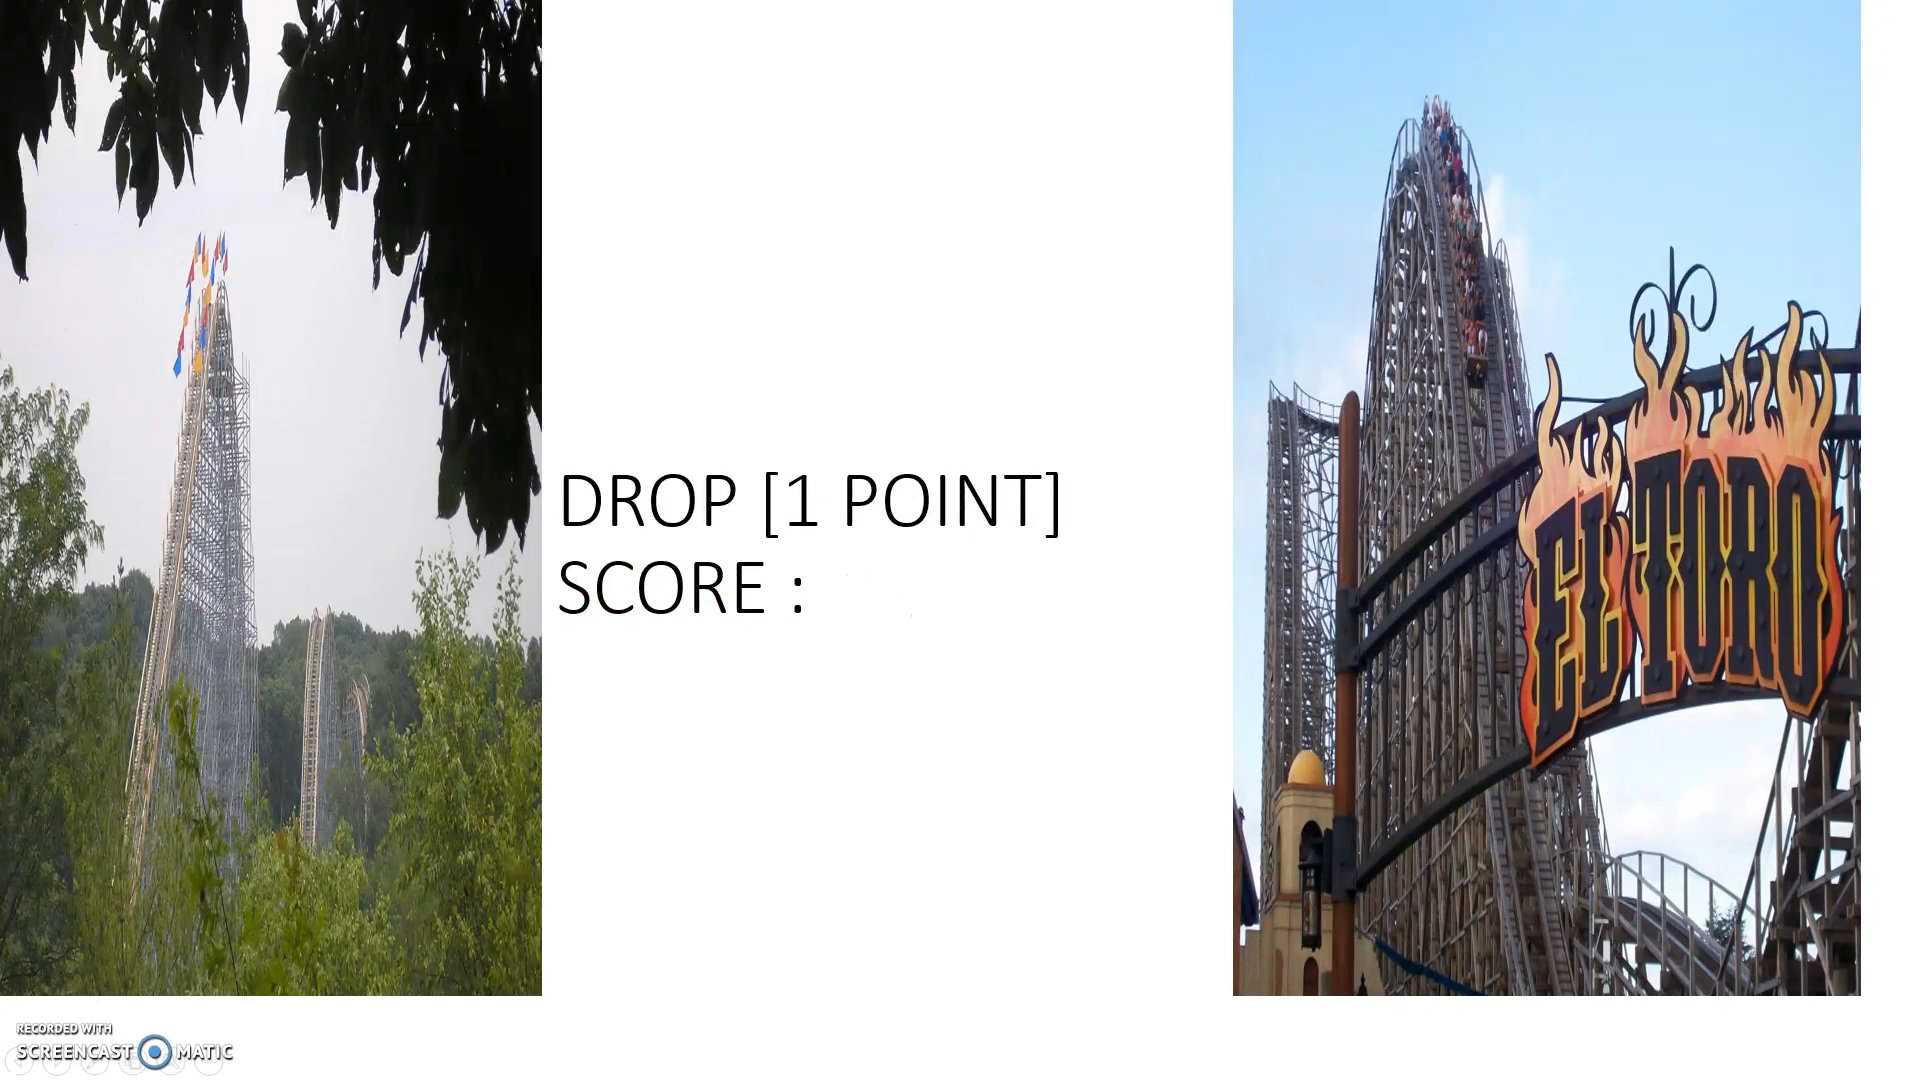 DROP [1 POINT]
SCORE :
EL TORO
RECORDED WITH
SCREENCAST MATIC